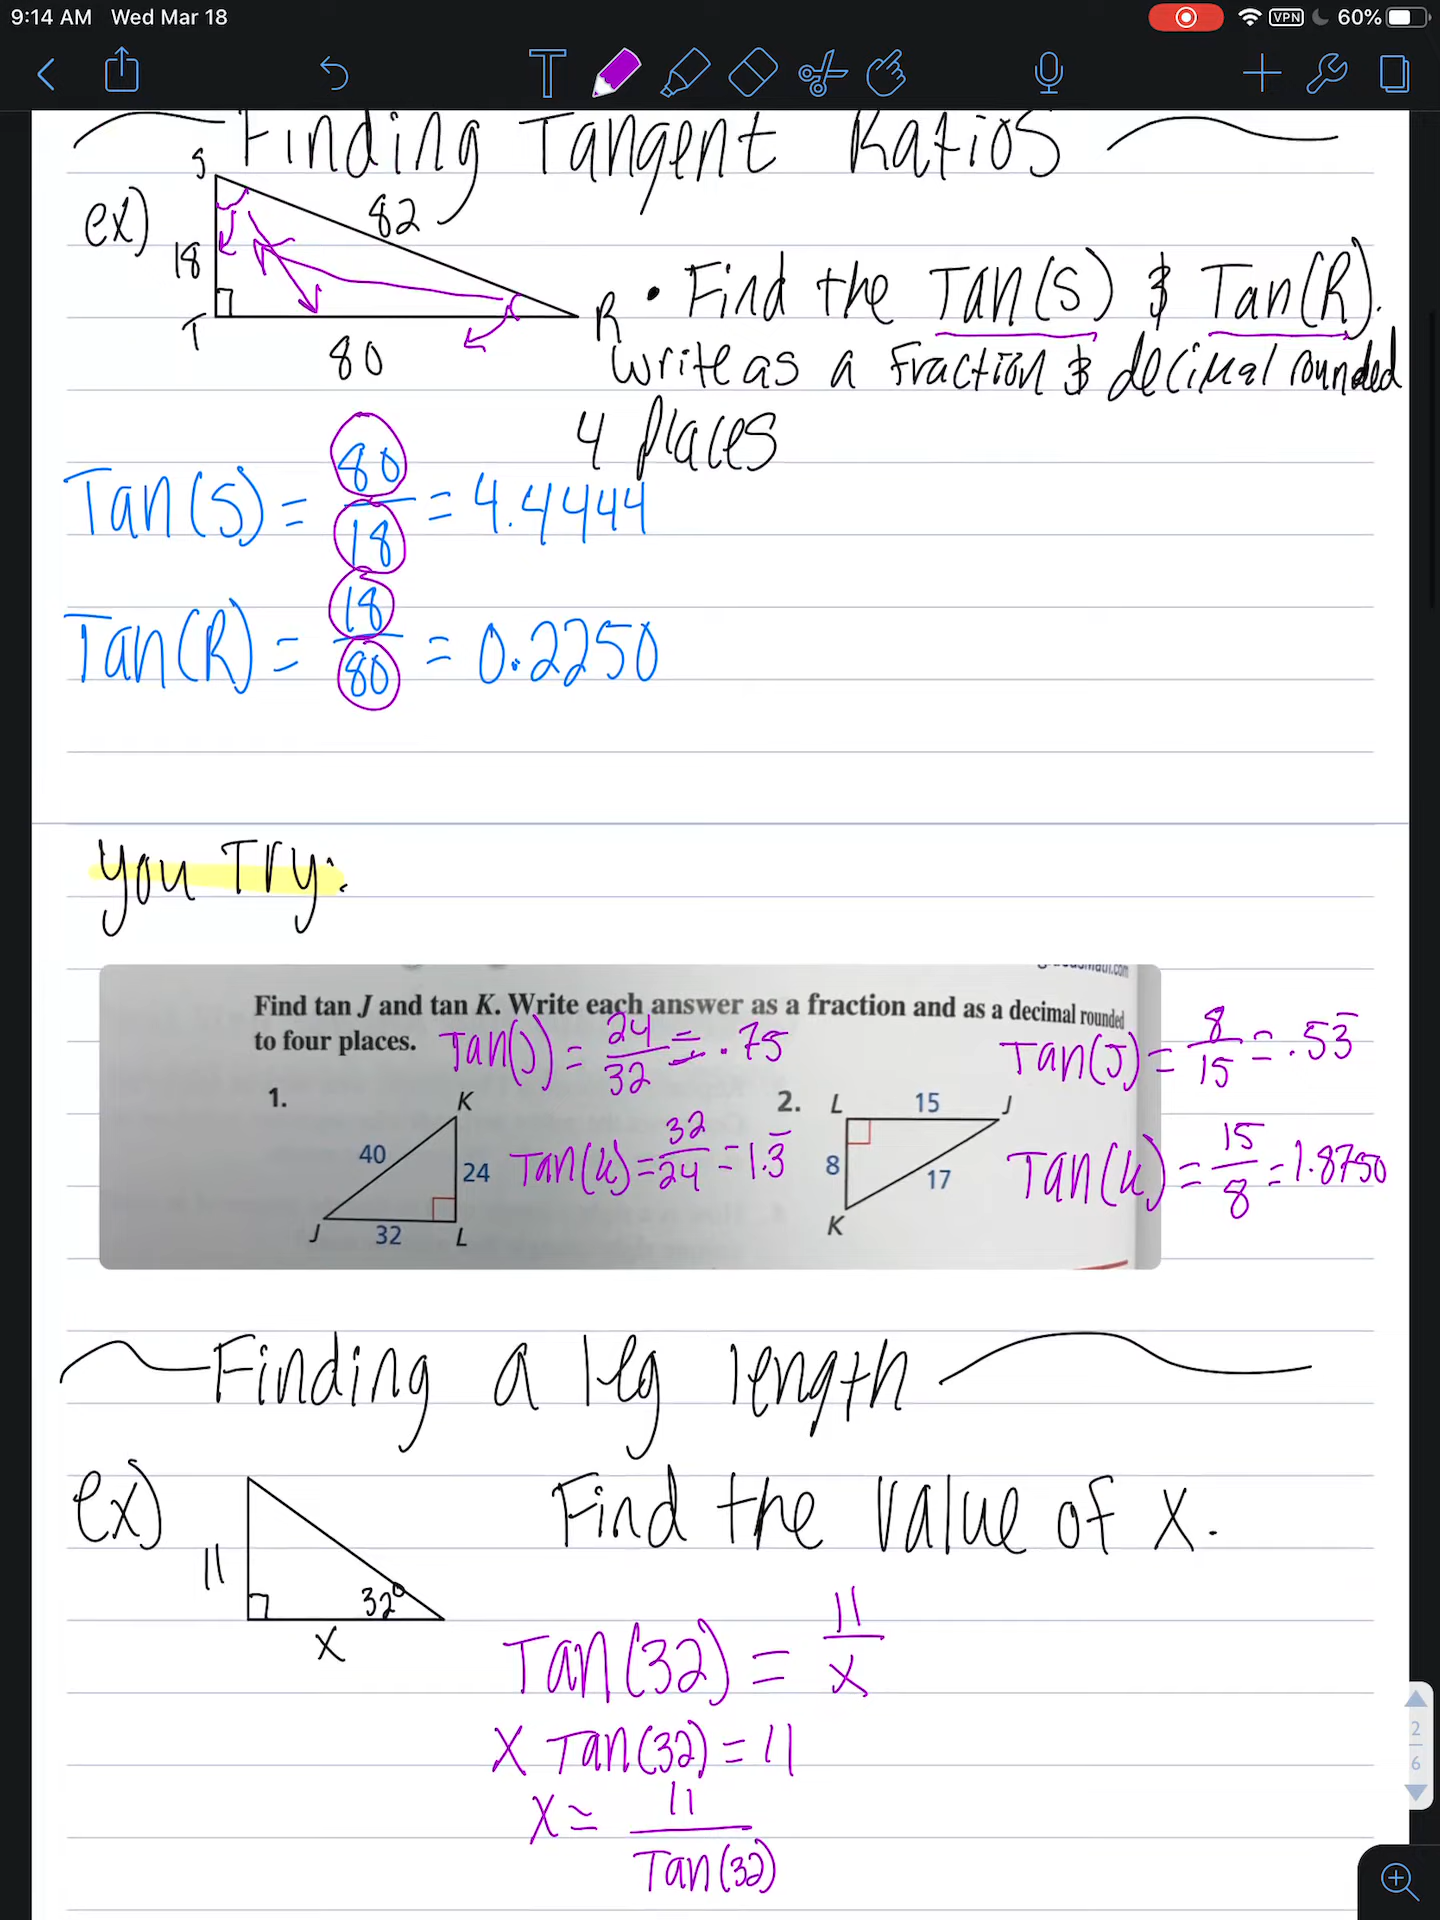 9:14 AM Wed Mar 18
VPN 60%
Finding Tangent Ratios
ex)
S
82
18
T
R
80
• Find the Tan(S) & Tan(R).
Write as a fraction & decimal rounded
4 places
Tan(S) = 80/18 = 4.4444
Tan(R) = 18/80 = 0.2250
You Try:
Find tan J and tan K. Write each answer as a fraction and as a decimal rounded
to four places.
Tan(J) = 24/32 = .75
Tan(J) = 8/15 = .53̅
1.
K
40
24
J
32
L
Tan(K) = 32/24 = 1.3̅
2.
L
15
J
8
17
K
Tan(K) = 15/8 = 1.8750
Finding a leg length
ex)
11
32°
X
Find the value of X.
Tan(32) = 11/X
X Tan(32) = 11
X = 11/Tan(32)
2
6